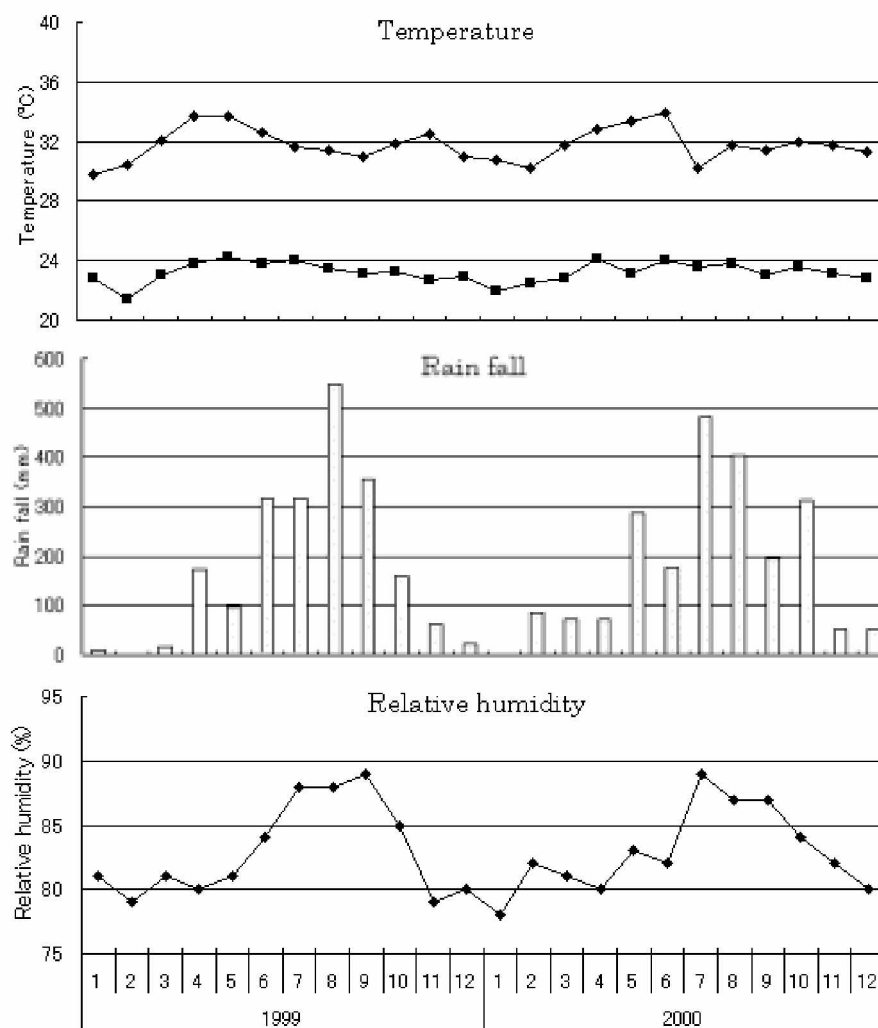 Temperature
Temperature (°C)
40
36
32
28
24
20
Rain fall
Rain fall (mm)
600
500
400
300
200
100
0
Relative humidity
Relative humidity (%)
95
90
85
80
75
1 2 3 4 5 6 7 8 9 10 11 12 1 2 3 4 5 6 7 8 9 10 11 12
1999 2000